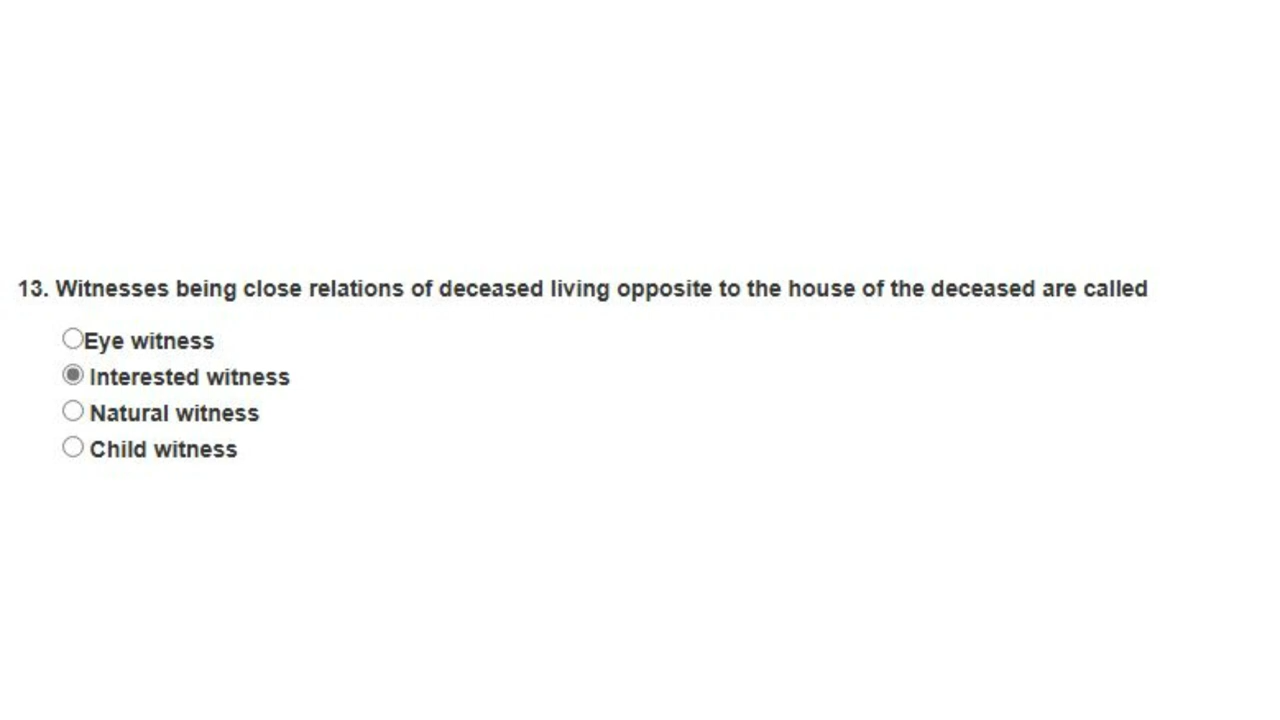 13. Witnesses being close relations of deceased living opposite to the house of the deceased are called
Eye witness
Interested witness
Natural witness
Child witness